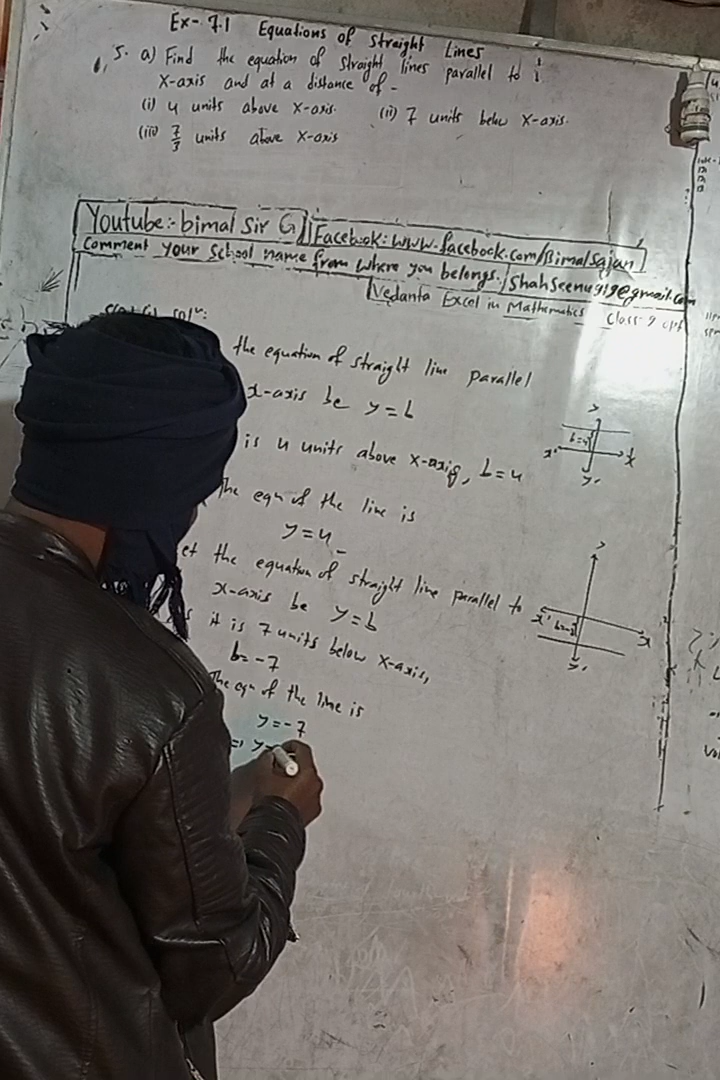 Ex-7.1 Equations of Straight Lines
5. a) Find the equation of straight lines parallel to
X-axis and at a distance of -
(i) 4 units above X-axis. (ii) 7 units below X-axis.
(iii) 7/3 units above X-axis
Youtube:- bimal Sir G
Facebook: www.facebook.com/Bimalsajan
Comment your School name from where you belongs.
Vedanta Excel in Mathematics Class-9 opt
the equation of straight line parallel
x-axis be y=b
is 4 units above x-axis, b=4
The eqn of the line is
y=4
et the equation of straight line parallel to
x-axis be y=b
s it is 7 units below x-axis,
b=-7
The eqn of the line is
y=-7
b=4
x'
x
y'
y
x'
x
y'